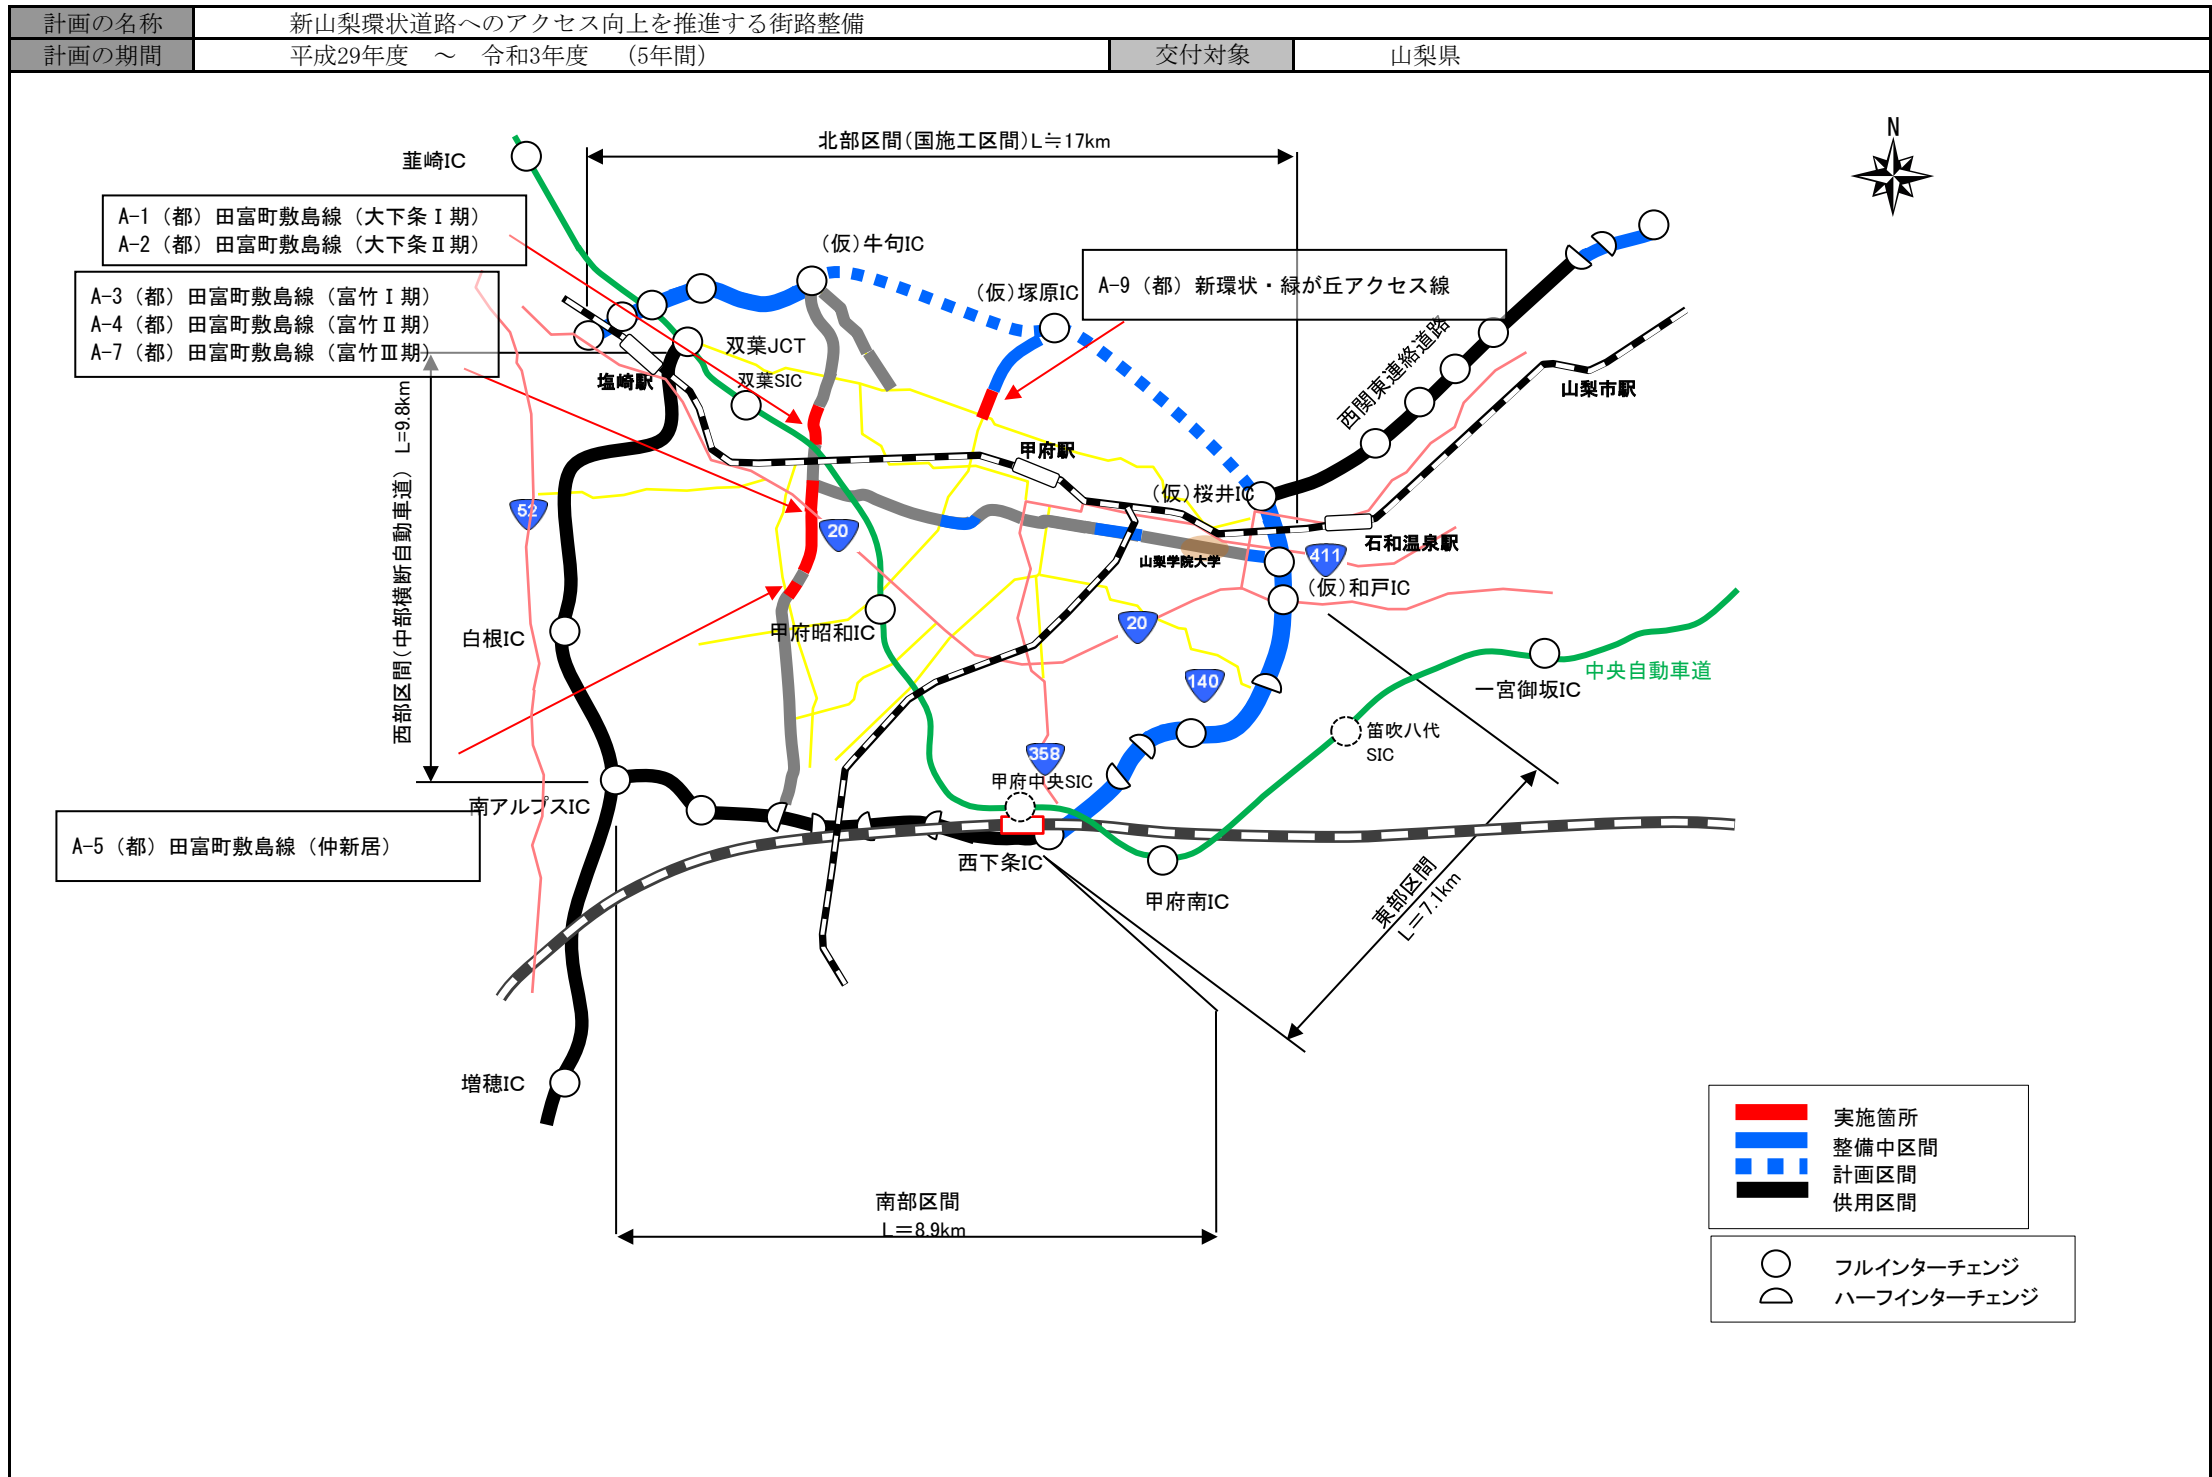 計画の名称 新山梨環状道路へのアクセス向上を推進する街路整備
計画の期間 平成29年度 ～ 令和3年度 (5年間) 交付対象 山梨県
北部区間(国施工区間)L≒17km
N
韮崎IC
A-1（都）田富町敷島線（大下条Ⅰ期）
A-2（都）田富町敷島線（大下条Ⅱ期）
(仮)牛句IC
A-3（都）田富町敷島線（富竹Ⅰ期）
A-4（都）田富町敷島線（富竹Ⅱ期）
A-7（都）田富町敷島線（富竹Ⅲ期）
(仮)塚原IC
A-9（都）新環状・緑が丘アクセス線
双葉JCT
双葉SIC
塩崎駅
西関東連絡道路
山梨市駅
西部区間(中部横断自動車道) L=9.8km
甲府駅
(仮)桜井IC
52
20
石和温泉駅
山梨学院大学
411
(仮)和戸IC
白根IC
甲府昭和IC
20
中央自動車道
一宮御坂IC
140
笛吹八代
SIC
358
甲府中央SIC
南アルプスIC
A-5（都）田富町敷島線（仲新居）
西下条IC
甲府南IC
東部区間
L=7.1km
増穂IC
南部区間
L=8.9km
実施箇所
整備中区間
計画区間
供用区間
フルインターチェンジ
ハーフインターチェンジ